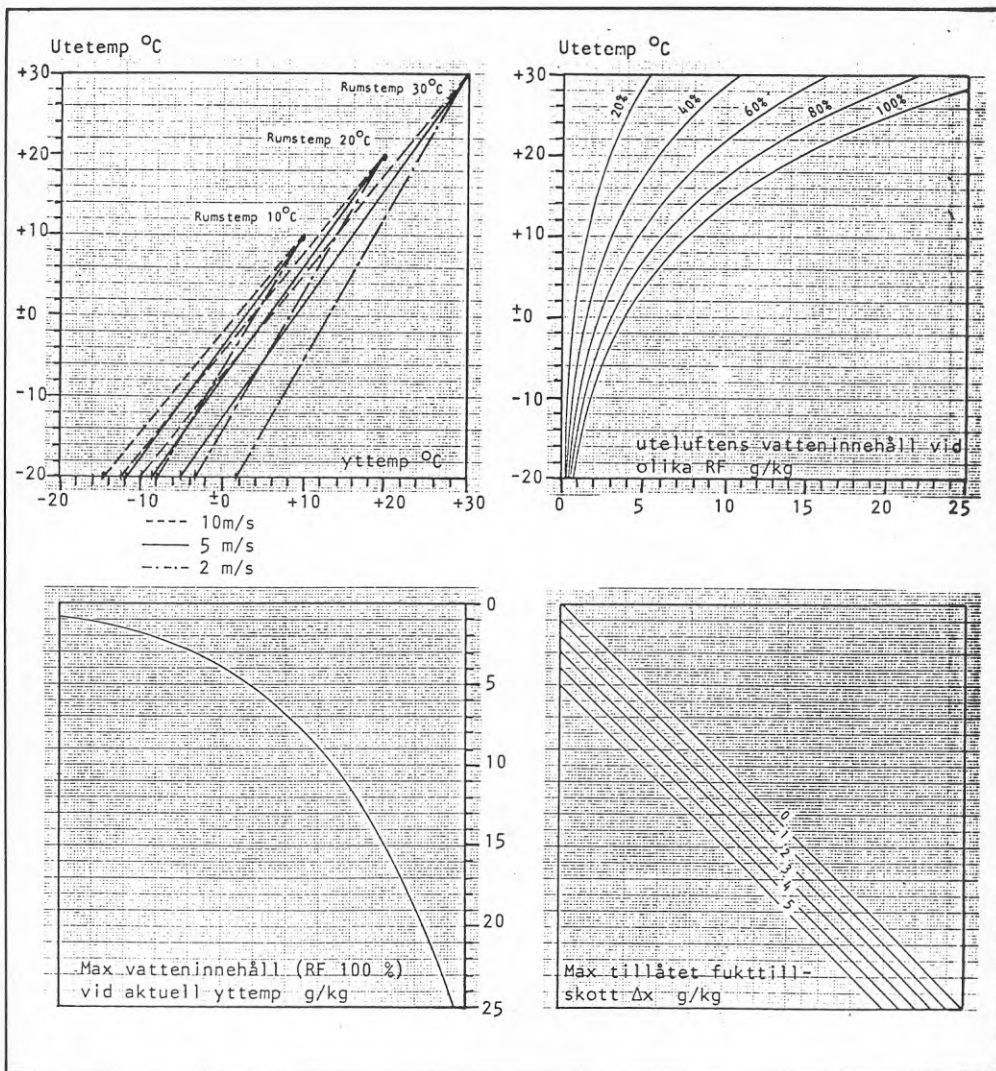 Utetemp °C
+30
+20
+10
±0
-10
-20
Rumstemp 30°C
Rumstemp 20°C
Rumstemp 10°C
yttemp °C
-20
-10
±0
+10
+20
+30
---- 10m/s
—— 5 m/s
—·—·- 2 m/s
Utetemp °C
+30
+20
+10
±0
-10
-20
20%
40%
60%
80%
100%
uteluftens vatteninnehåll vid
olika RF g/kg
0
5
10
15
20
25
0
5
10
15
20
25
Max vatteninnehåll (RF 100 %)
vid aktuell yttemp g/kg
0
1
2
3
4
5
Max tillåtet fukttill-
skott Δx g/kg